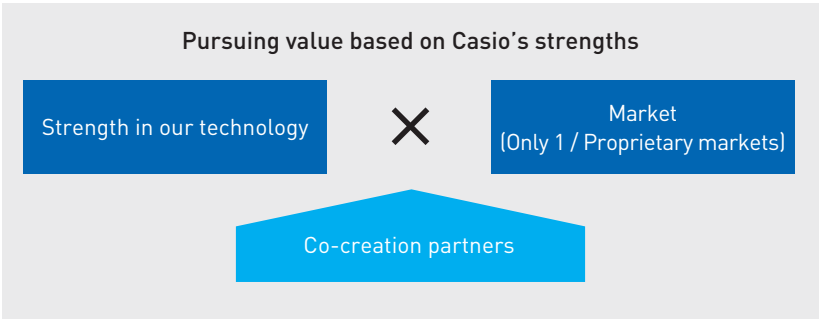 Pursuing value based on Casio’s strengths
Strength in our technology
×
Market
(Only 1 / Proprietary markets)
Co-creation partners